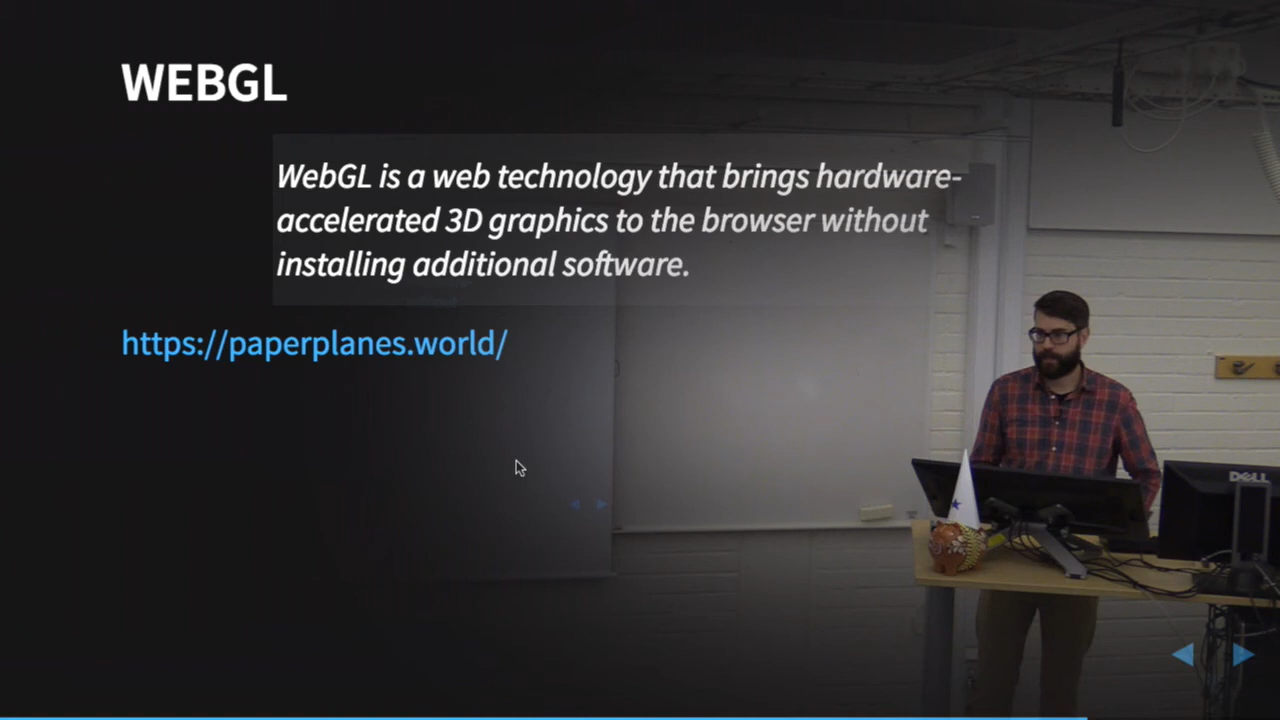 WEBGL
WebGL is a web technology that brings hardware-
accelerated 3D graphics to the browser without
installing additional software.
https://paperplanes.world/
DELL